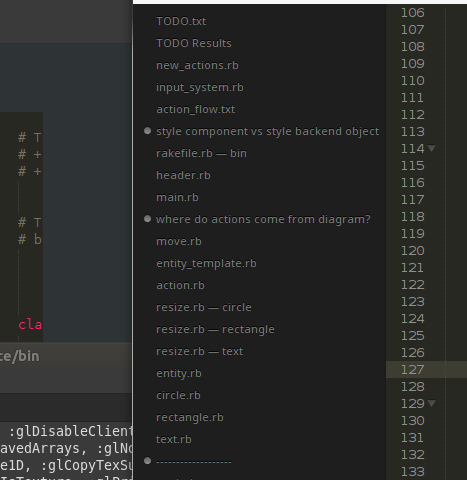 TODO.txt
TODO Results
new_actions.rb
input_system.rb
action_flow.txt
style component vs style backend object
rakefile.rb — bin
header.rb
main.rb
where do actions come from diagram?
move.rb
entity_template.rb
action.rb
resize.rb — circle
resize.rb — rectangle
resize.rb — text
entity.rb
circle.rb
rectangle.rb
text.rb
--------------------
106
107
108
109
110
111
112
113
114
115
116
117
118
119
120
121
122
123
124
125
126
127
128
129
130
131
132
133
# T
# +
# +
# T
# b
cla
ce/bin
:glDisableClient
avedArrays, :glNo
e1D, :glCopyTexSu